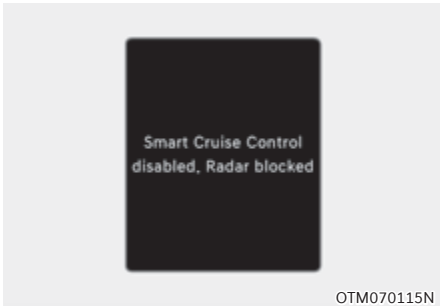 Smart Cruise Control
disabled, Radar blocked
OTM070115N